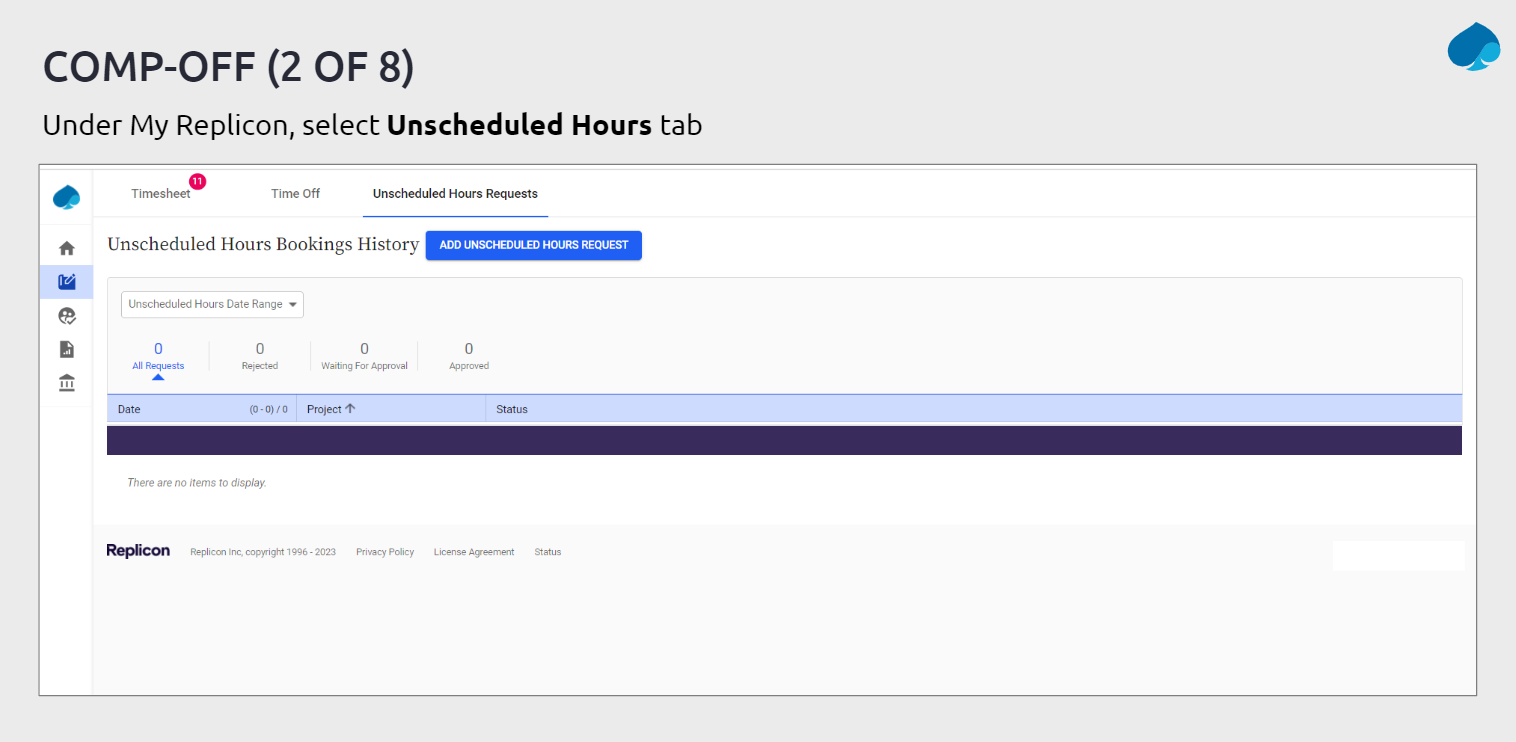 COMP-OFF (2 OF 8)
Under My Replicon, select Unscheduled Hours tab
Timesheet 11 Time Off Unscheduled Hours Requests
Unscheduled Hours Bookings History ADD UNSCHEDULED HOURS REQUEST
Unscheduled Hours Date Range
0 0 0 0
All Requests Rejected Waiting For Approval Approved
Date (0 - 0) / 0 Project Status
There are no items to display.
Replicon Replicon Inc, copyright 1996 - 2023 Privacy Policy License Agreement Status